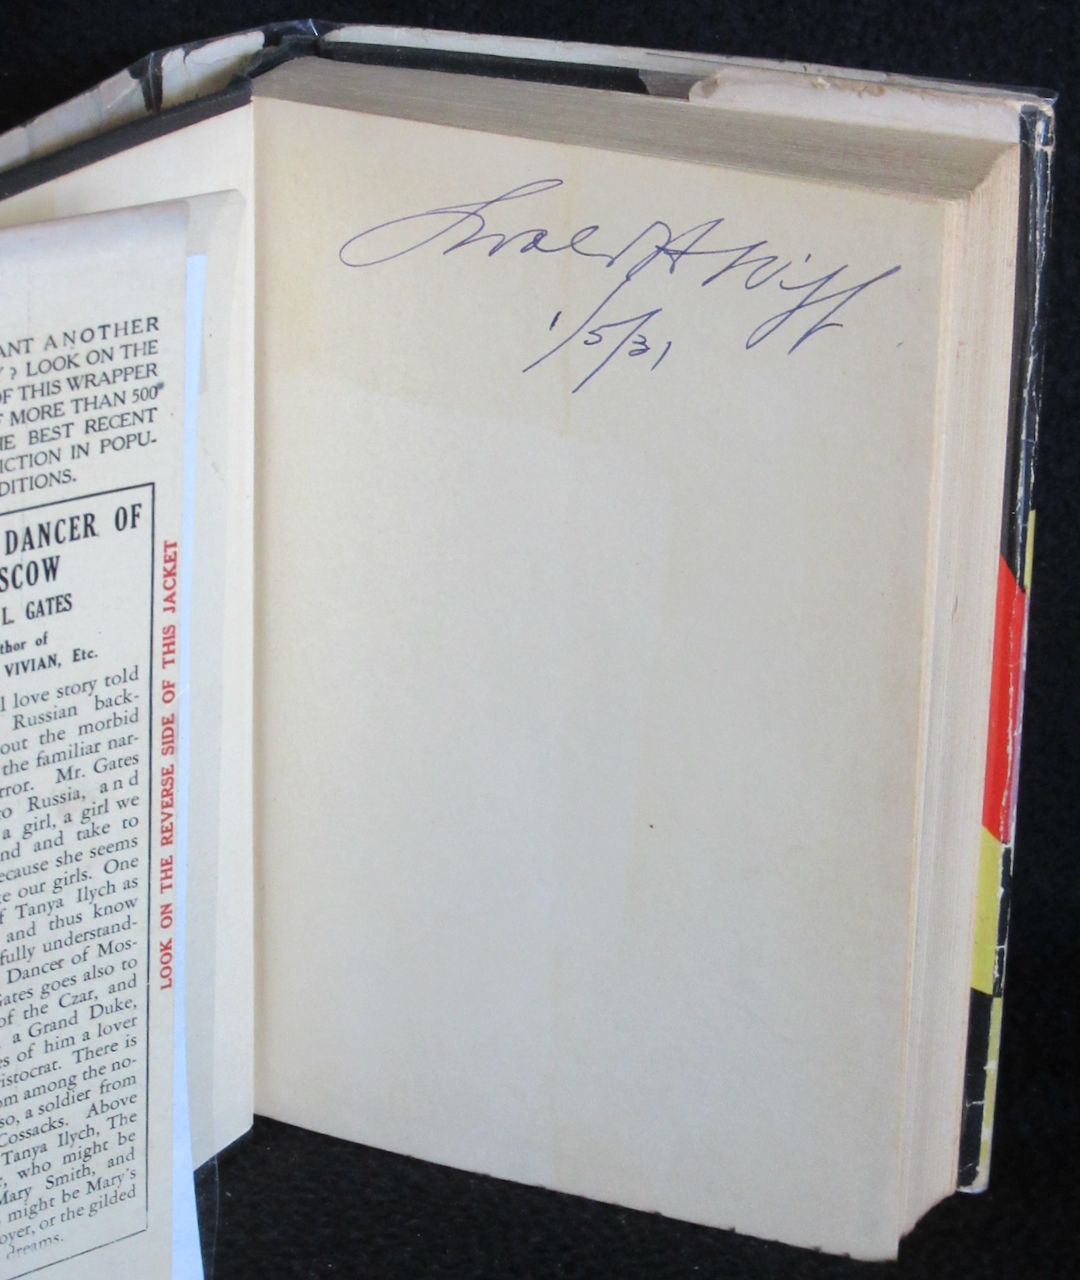 ANT ANOTHER
Y? LOOK ON THE
OF THIS WRAPPER
F MORE THAN 500
HE BEST RECENT
ICTION IN POPU-
DITIONS.
DANCER OF
SCOW
L. GATES
thor of
VIVIAN, Etc.
l love story told
Russian back-
out the morbid
the familiar nar-
rror. Mr. Gates
to Russia, and
a girl, a girl we
nd and take to
ecause she seems
ke our girls. One
f Tanya Ilych as
and thus know
fully understand-
Dancer of Mos-
Gates goes also to
of the Czar, and
a Grand Duke,
es of him a lover
istocrat. There is
om among the no-
so, a soldier from
Cossacks. Above
Tanya Ilych, The
r, who might be
Mary Smith, and
might be Mary's
oyer, or the gilded
dreams.
LOOK ON THE REVERSE SIDE OF THIS JACKET
1/5/31